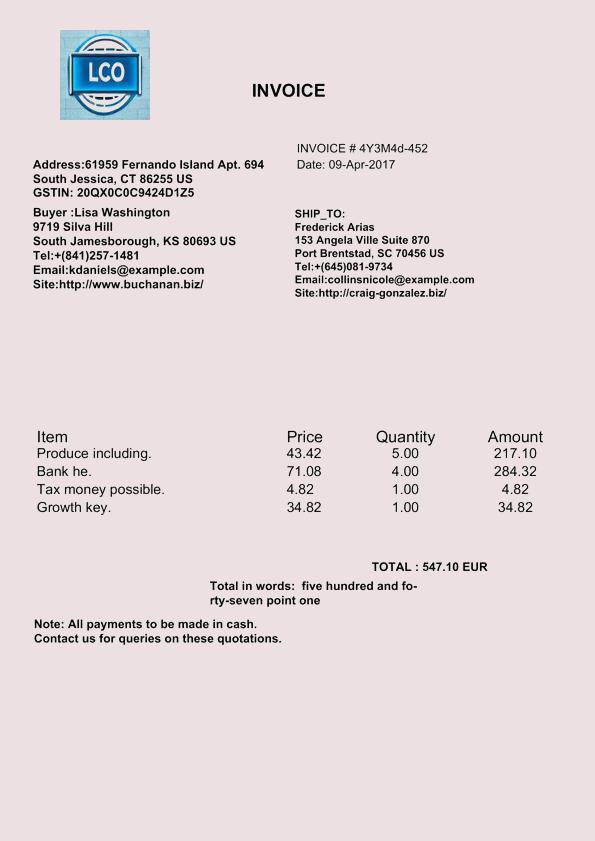 LCO
INVOICE
INVOICE # 4Y3M4d-452
Date: 09-Apr-2017
Address:61959 Fernando Island Apt. 694
South Jessica, CT 86255 US
GSTIN: 20QX0C0C9424D1Z5
Buyer :Lisa Washington
9719 Silva Hill
South Jamesborough, KS 80693 US
Tel:+(841)257-1481
Email:kdaniels@example.com
Site:http://www.buchanan.biz/
SHIP_TO:
Frederick Arias
153 Angela Ville Suite 870
Port Brentstad, SC 70456 US
Tel:+(645)081-9734
Email:collinsnicole@example.com
Site:http://craig-gonzalez.biz/
Item Price Quantity Amount
Produce including. 43.42 5.00 217.10
Bank he. 71.08 4.00 284.32
Tax money possible. 4.82 1.00 4.82
Growth key. 34.82 1.00 34.82
TOTAL : 547.10 EUR
Total in words:  five hundred and fo-
rty-seven point one
Note: All payments to be made in cash.
Contact us for queries on these quotations.